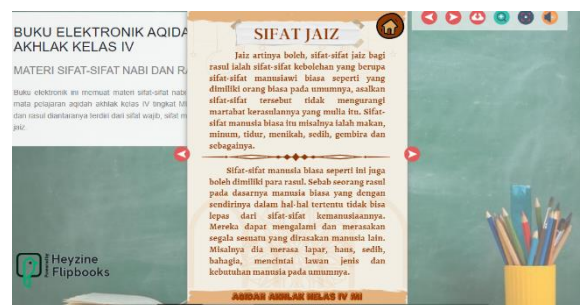 BUKU ELEKTRONIK AQIDA
AKHLAK KELAS IV
MATERI SIFAT-SIFAT NABI DAN RA
Buku elektronik ini memuat materi sifat-sifat nabi
mata pelajaran aqidah akhlak kelas IV tingkat MI
dan rasul diantaranya terdiri dari sifat wajib, sifat m
jaiz.
SIFAT JAIZ
Jaiz artinya boleh, sifat-sifat jaiz bagi
rasul ialah sifat-sifat kebolehan yang berupa
sifat-sifat manusiawi biasa seperti yang
dimiliki orang biasa pada umumnya, asalkan
sifat-sifat tersebut tidak mengurangi
martabat kerasulannya yang mulia itu. Sifat-
sifat manusia biasa itu misalnya ialah makan,
minum, tidur, menikah, sedih, gembira dan
sebagainya.
Sifat-sifat manusia biasa seperti ini juga
boleh dimiliki para rasul. Sebab seorang rasul
pada dasarnya manusia biasa yang dengan
sendirinya dalam hal-hal tertentu tidak bisa
lepas dari sifat-sifat kemanusiaannya.
Mereka dapat mengalami dan merasakan
segala sesuatu yang dirasakan manusia lain.
Misalnya dia merasa lapar, haus, sedih,
bahagia, mencintai lawan jenis dan
kebutuhan manusia pada umumnya.
AQIDAH AKHLAK KELAS IV MI
Powered by
Heyzine
Flipbooks